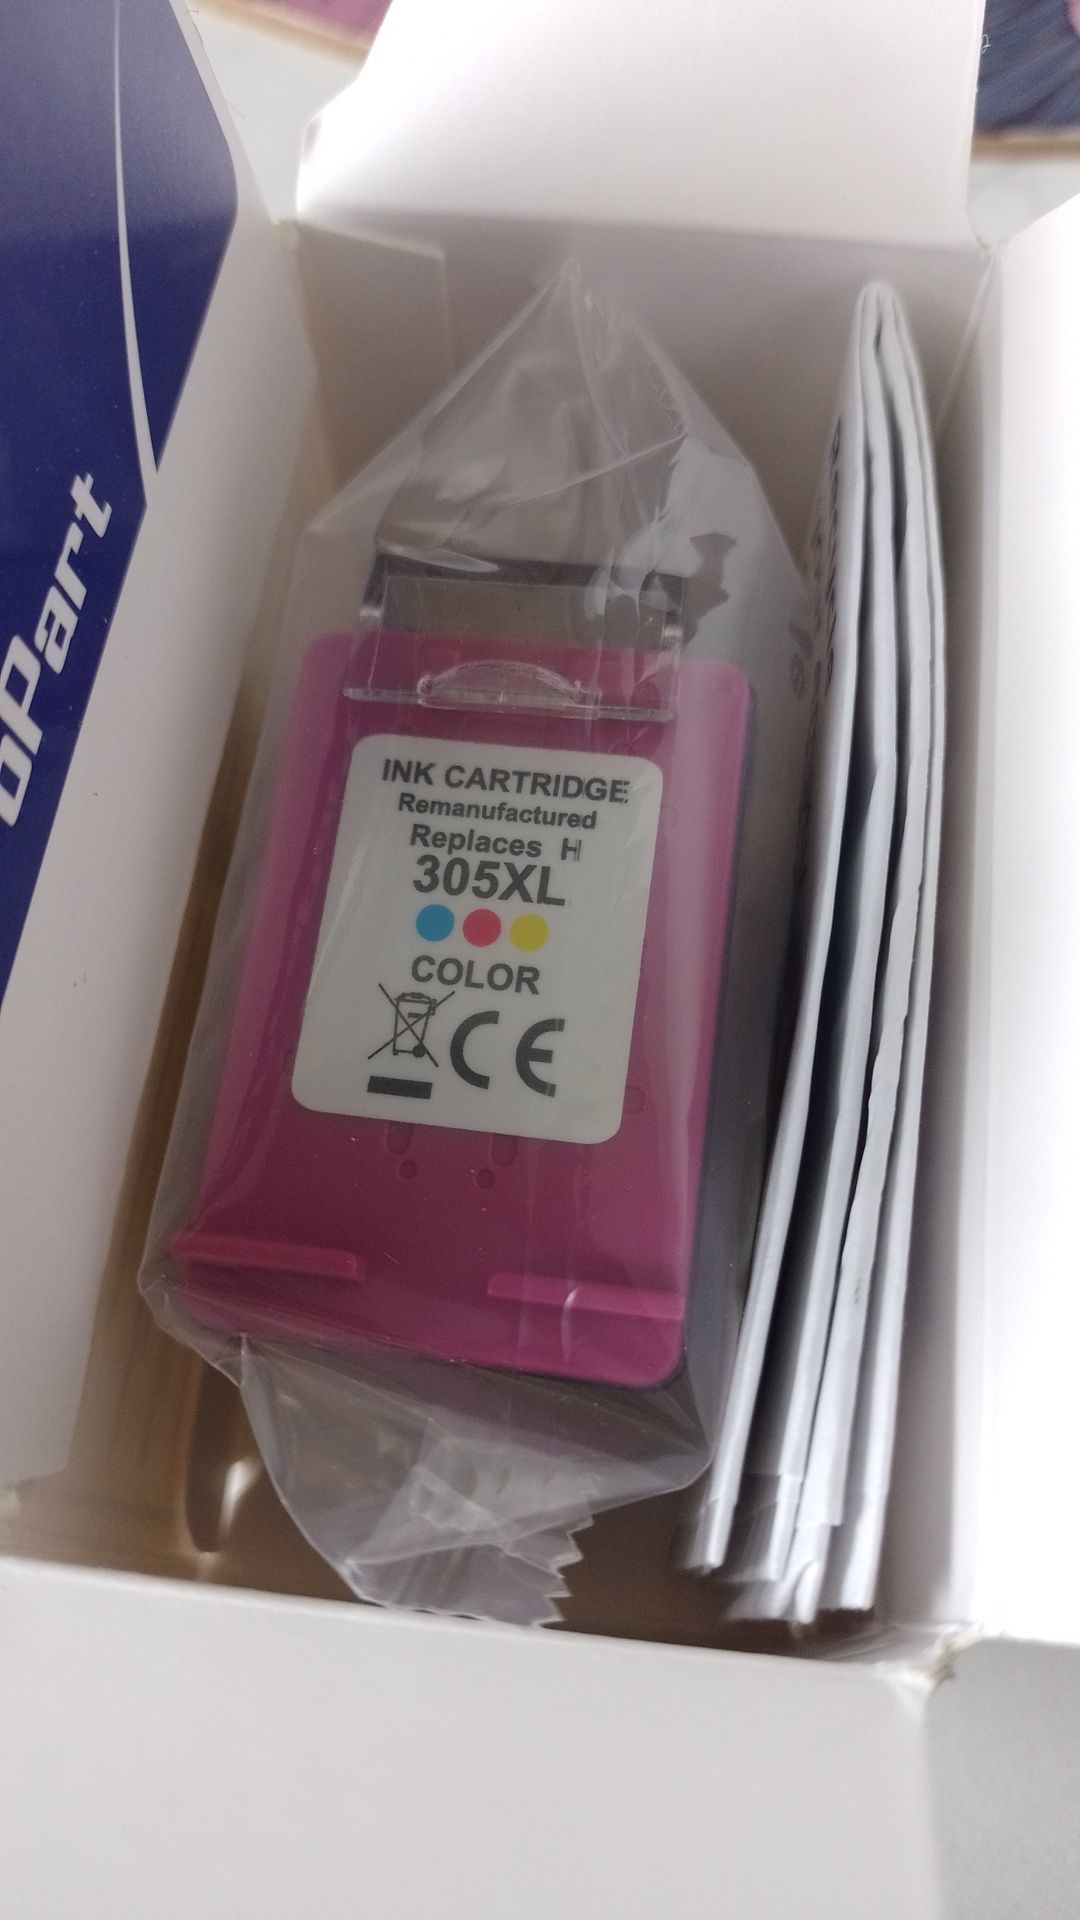 oPart
INK CARTRIDGE
Remanufactured
Replaces H
305XL
COLOR
CE